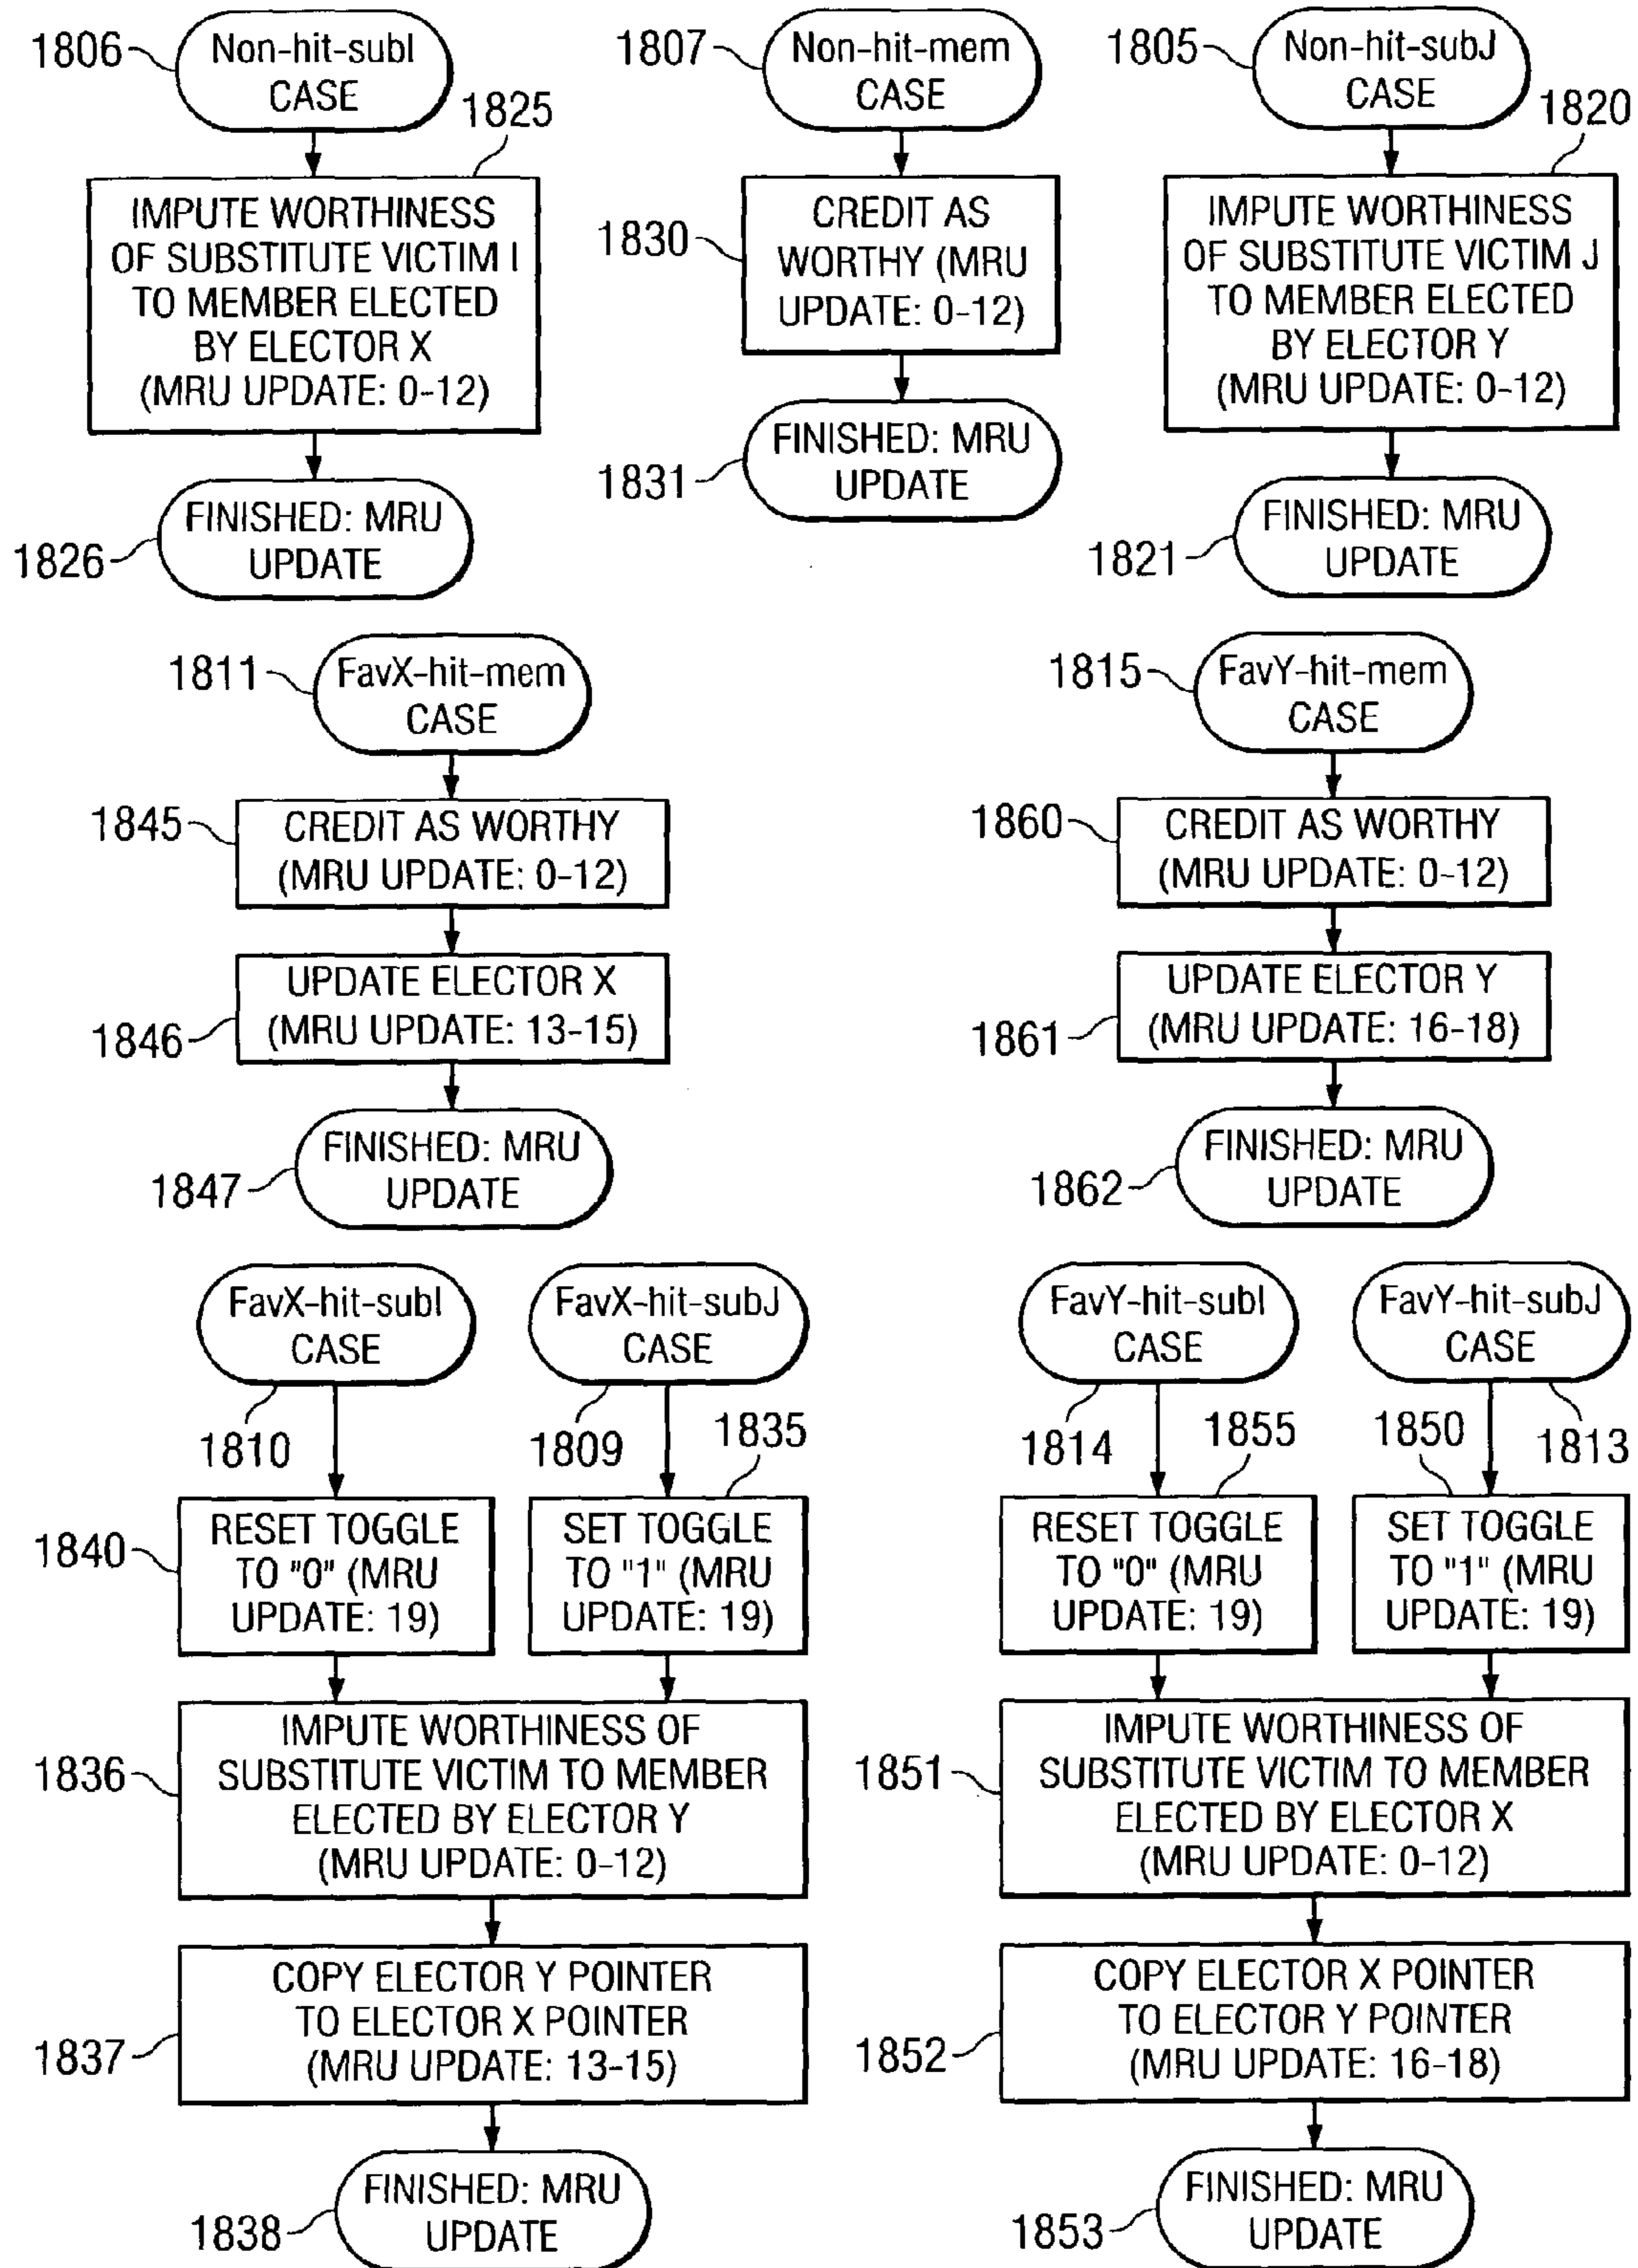 1806
Non-hit-subI
CASE
1825
IMPUTE WORTHINESS
OF SUBSTITUTE VICTIM I
TO MEMBER ELECTED
BY ELECTOR X
(MRU UPDATE: 0-12)
FINISHED: MRU
UPDATE
1826
1807
Non-hit-mem
CASE
1830
CREDIT AS
WORTHY (MRU
UPDATE: 0-12)
FINISHED: MRU
UPDATE
1831
1805
Non-hit-subJ
CASE
1820
IMPUTE WORTHINESS
OF SUBSTITUTE VICTIM J
TO MEMBER ELECTED
BY ELECTOR Y
(MRU UPDATE: 0-12)
FINISHED: MRU
UPDATE
1821
1811
FavX-hit-mem
CASE
1845
CREDIT AS WORTHY
(MRU UPDATE: 0-12)
UPDATE ELECTOR X
(MRU UPDATE: 13-15)
1846
FINISHED: MRU
UPDATE
1847
1815
FavY-hit-mem
CASE
1860
CREDIT AS WORTHY
(MRU UPDATE: 0-12)
UPDATE ELECTOR Y
(MRU UPDATE: 16-18)
1861
FINISHED: MRU
UPDATE
1862
FavX-hit-subI
CASE
1810
FavX-hit-subJ
CASE
1809
1835
1840
RESET TOGGLE
TO "0" (MRU
UPDATE: 19)
SET TOGGLE
TO "1" (MRU
UPDATE: 19)
1836
IMPUTE WORTHINESS OF
SUBSTITUTE VICTIM TO MEMBER
ELECTED BY ELECTOR Y
(MRU UPDATE: 0-12)
COPY ELECTOR Y POINTER
TO ELECTOR X POINTER
(MRU UPDATE: 13-15)
1837
FINISHED: MRU
UPDATE
1838
FavY-hit-subI
CASE
1814
1855
FavY-hit-subJ
CASE
1850
1813
RESET TOGGLE
TO "0" (MRU
UPDATE: 19)
SET TOGGLE
TO "1" (MRU
UPDATE: 19)
1851
IMPUTE WORTHINESS OF
SUBSTITUTE VICTIM TO MEMBER
ELECTED BY ELECTOR X
(MRU UPDATE: 0-12)
COPY ELECTOR X POINTER
TO ELECTOR Y POINTER
(MRU UPDATE: 16-18)
1852
FINISHED: MRU
UPDATE
1853